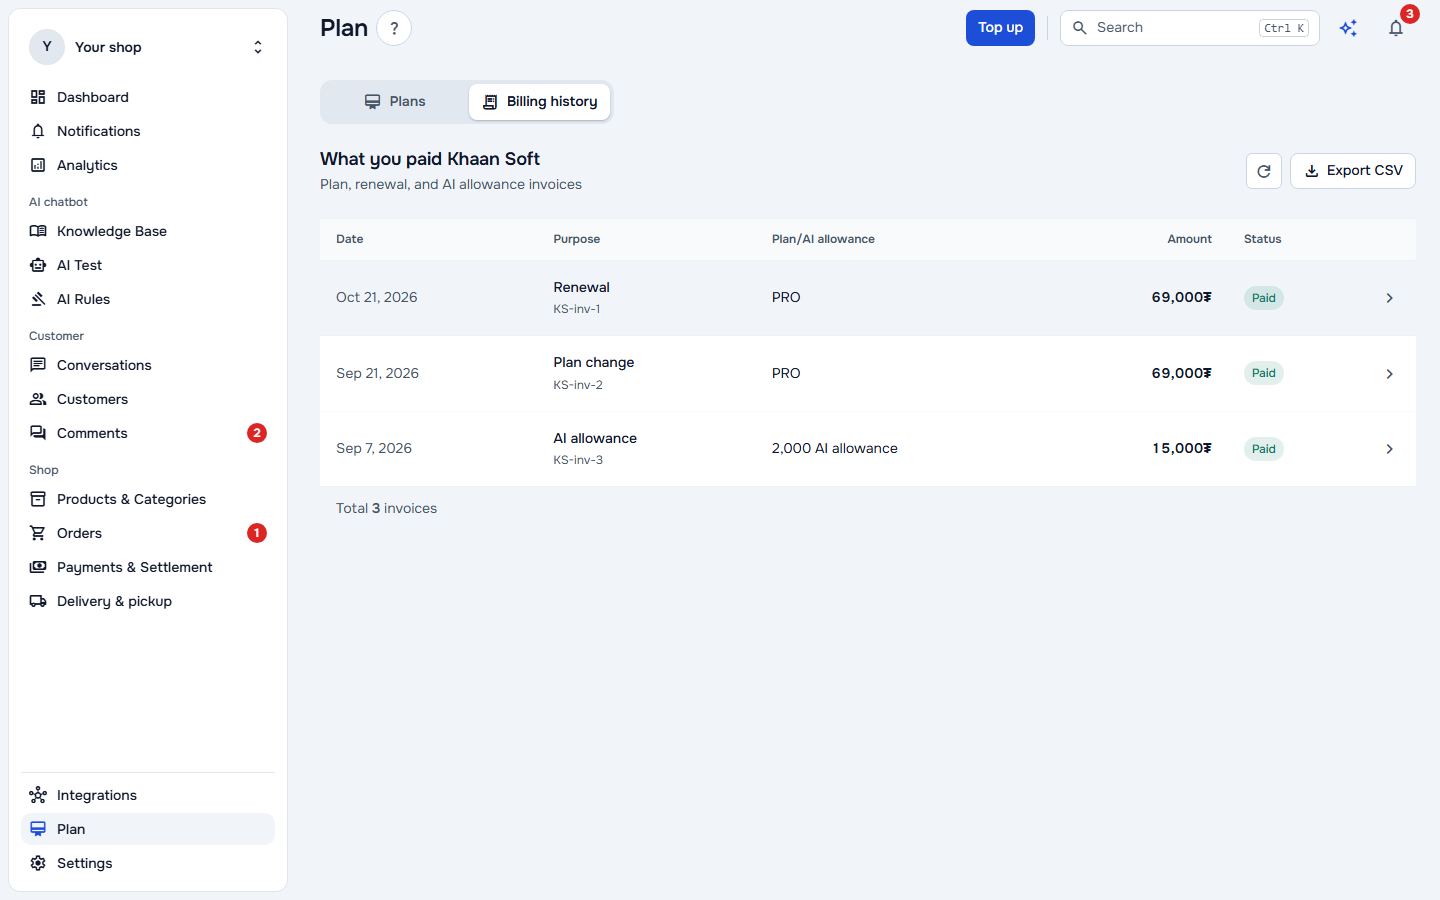 Y Your shop
Dashboard
Notifications
Analytics
AI chatbot
Knowledge Base
AI Test
AI Rules
Customer
Conversations
Customers
Comments 2
Shop
Products & Categories
Orders 1
Payments & Settlement
Delivery & pickup
Integrations
Plan
Settings
Plan ?
Top up
Search Ctrl K
3
Plans
Billing history
What you paid Khaan Soft
Plan, renewal, and AI allowance invoices
Export CSV
Date Purpose Plan/AI allowance Amount Status
Oct 21, 2026 Renewal PRO 69,000₮ Paid
KS-inv-1
Sep 21, 2026 Plan change PRO 69,000₮ Paid
KS-inv-2
Sep 7, 2026 AI allowance 2,000 AI allowance 15,000₮ Paid
KS-inv-3
Total 3 invoices